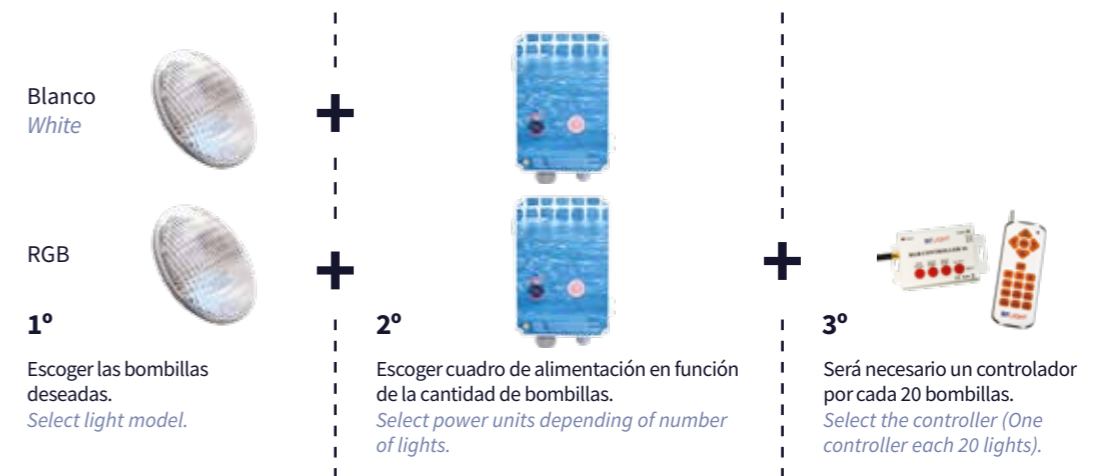 Blanco
White
RGB
1º
Escoger las bombillas
deseadas.
Select light model.
2º
Escoger cuadro de alimentación en función
de la cantidad de bombillas.
Select power units depending of number
of lights.
3º
Será necesario un controlador
por cada 20 bombillas.
Select the controller (One
controller each 20 lights).